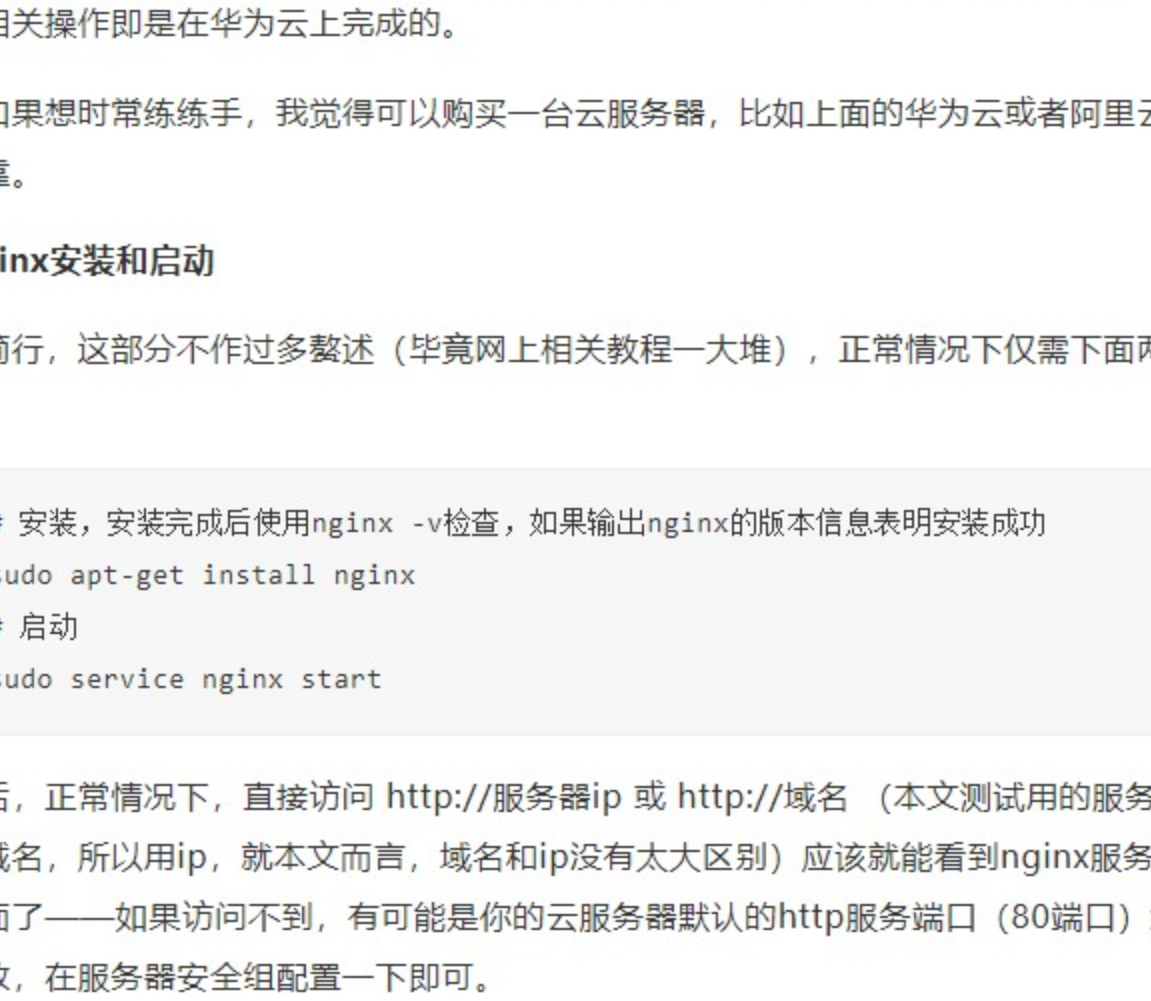 相关操作即是在华为云上完成的。
如果想时常练练手，我觉得可以购买一台云服务器，比如上面的华为云或者阿里云
靠。
inx安装和启动
简行，这部分不作过多嫠述（毕竟网上相关教程一大堆），正常情况下仅需下面两
# 安装，安装完成后使用nginx -v检查，如果输出nginx的版本信息表明安装成功
sudo apt-get install nginx
# 启动
sudo service nginx start
后，正常情况下，直接访问 http://服务器ip 或 http://域名 （本文测试用的服务
域名，所以用ip，就本文而言，域名和ip没有太大区别）应该就能看到nginx服务
面了——如果访问不到，有可能是你的云服务器默认的http服务端口（80端口）
放，在服务器安全组配置一下即可。